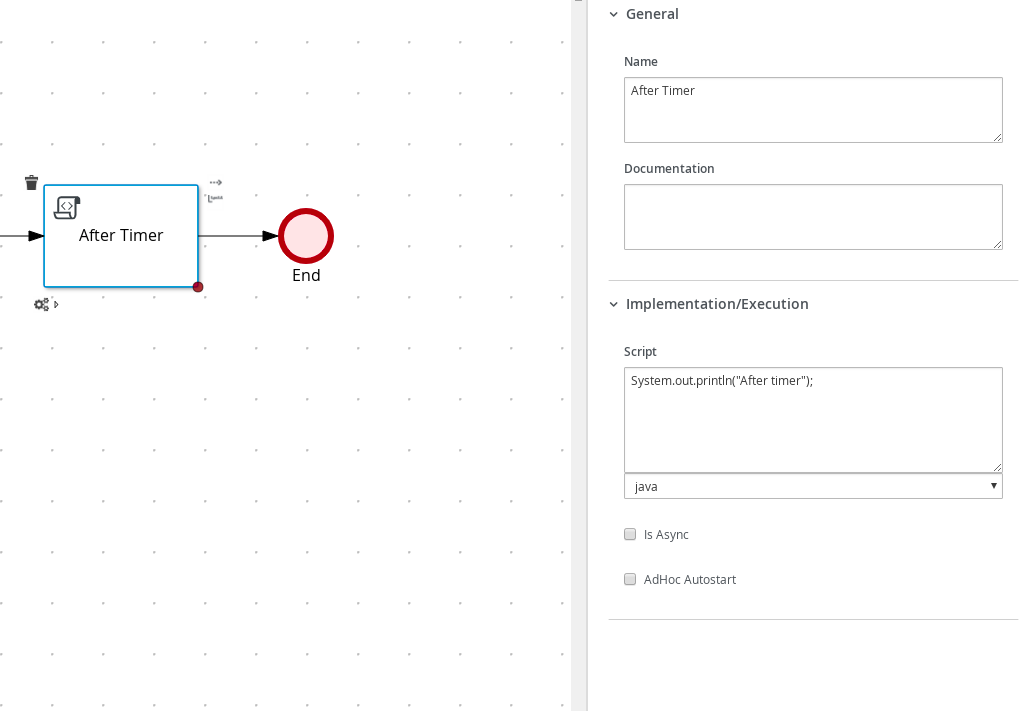 General
Name
After Timer
Documentation
After Timer
End
Implementation/Execution
Script
System.out.println("After timer");
java
Is Async
AdHoc Autostart